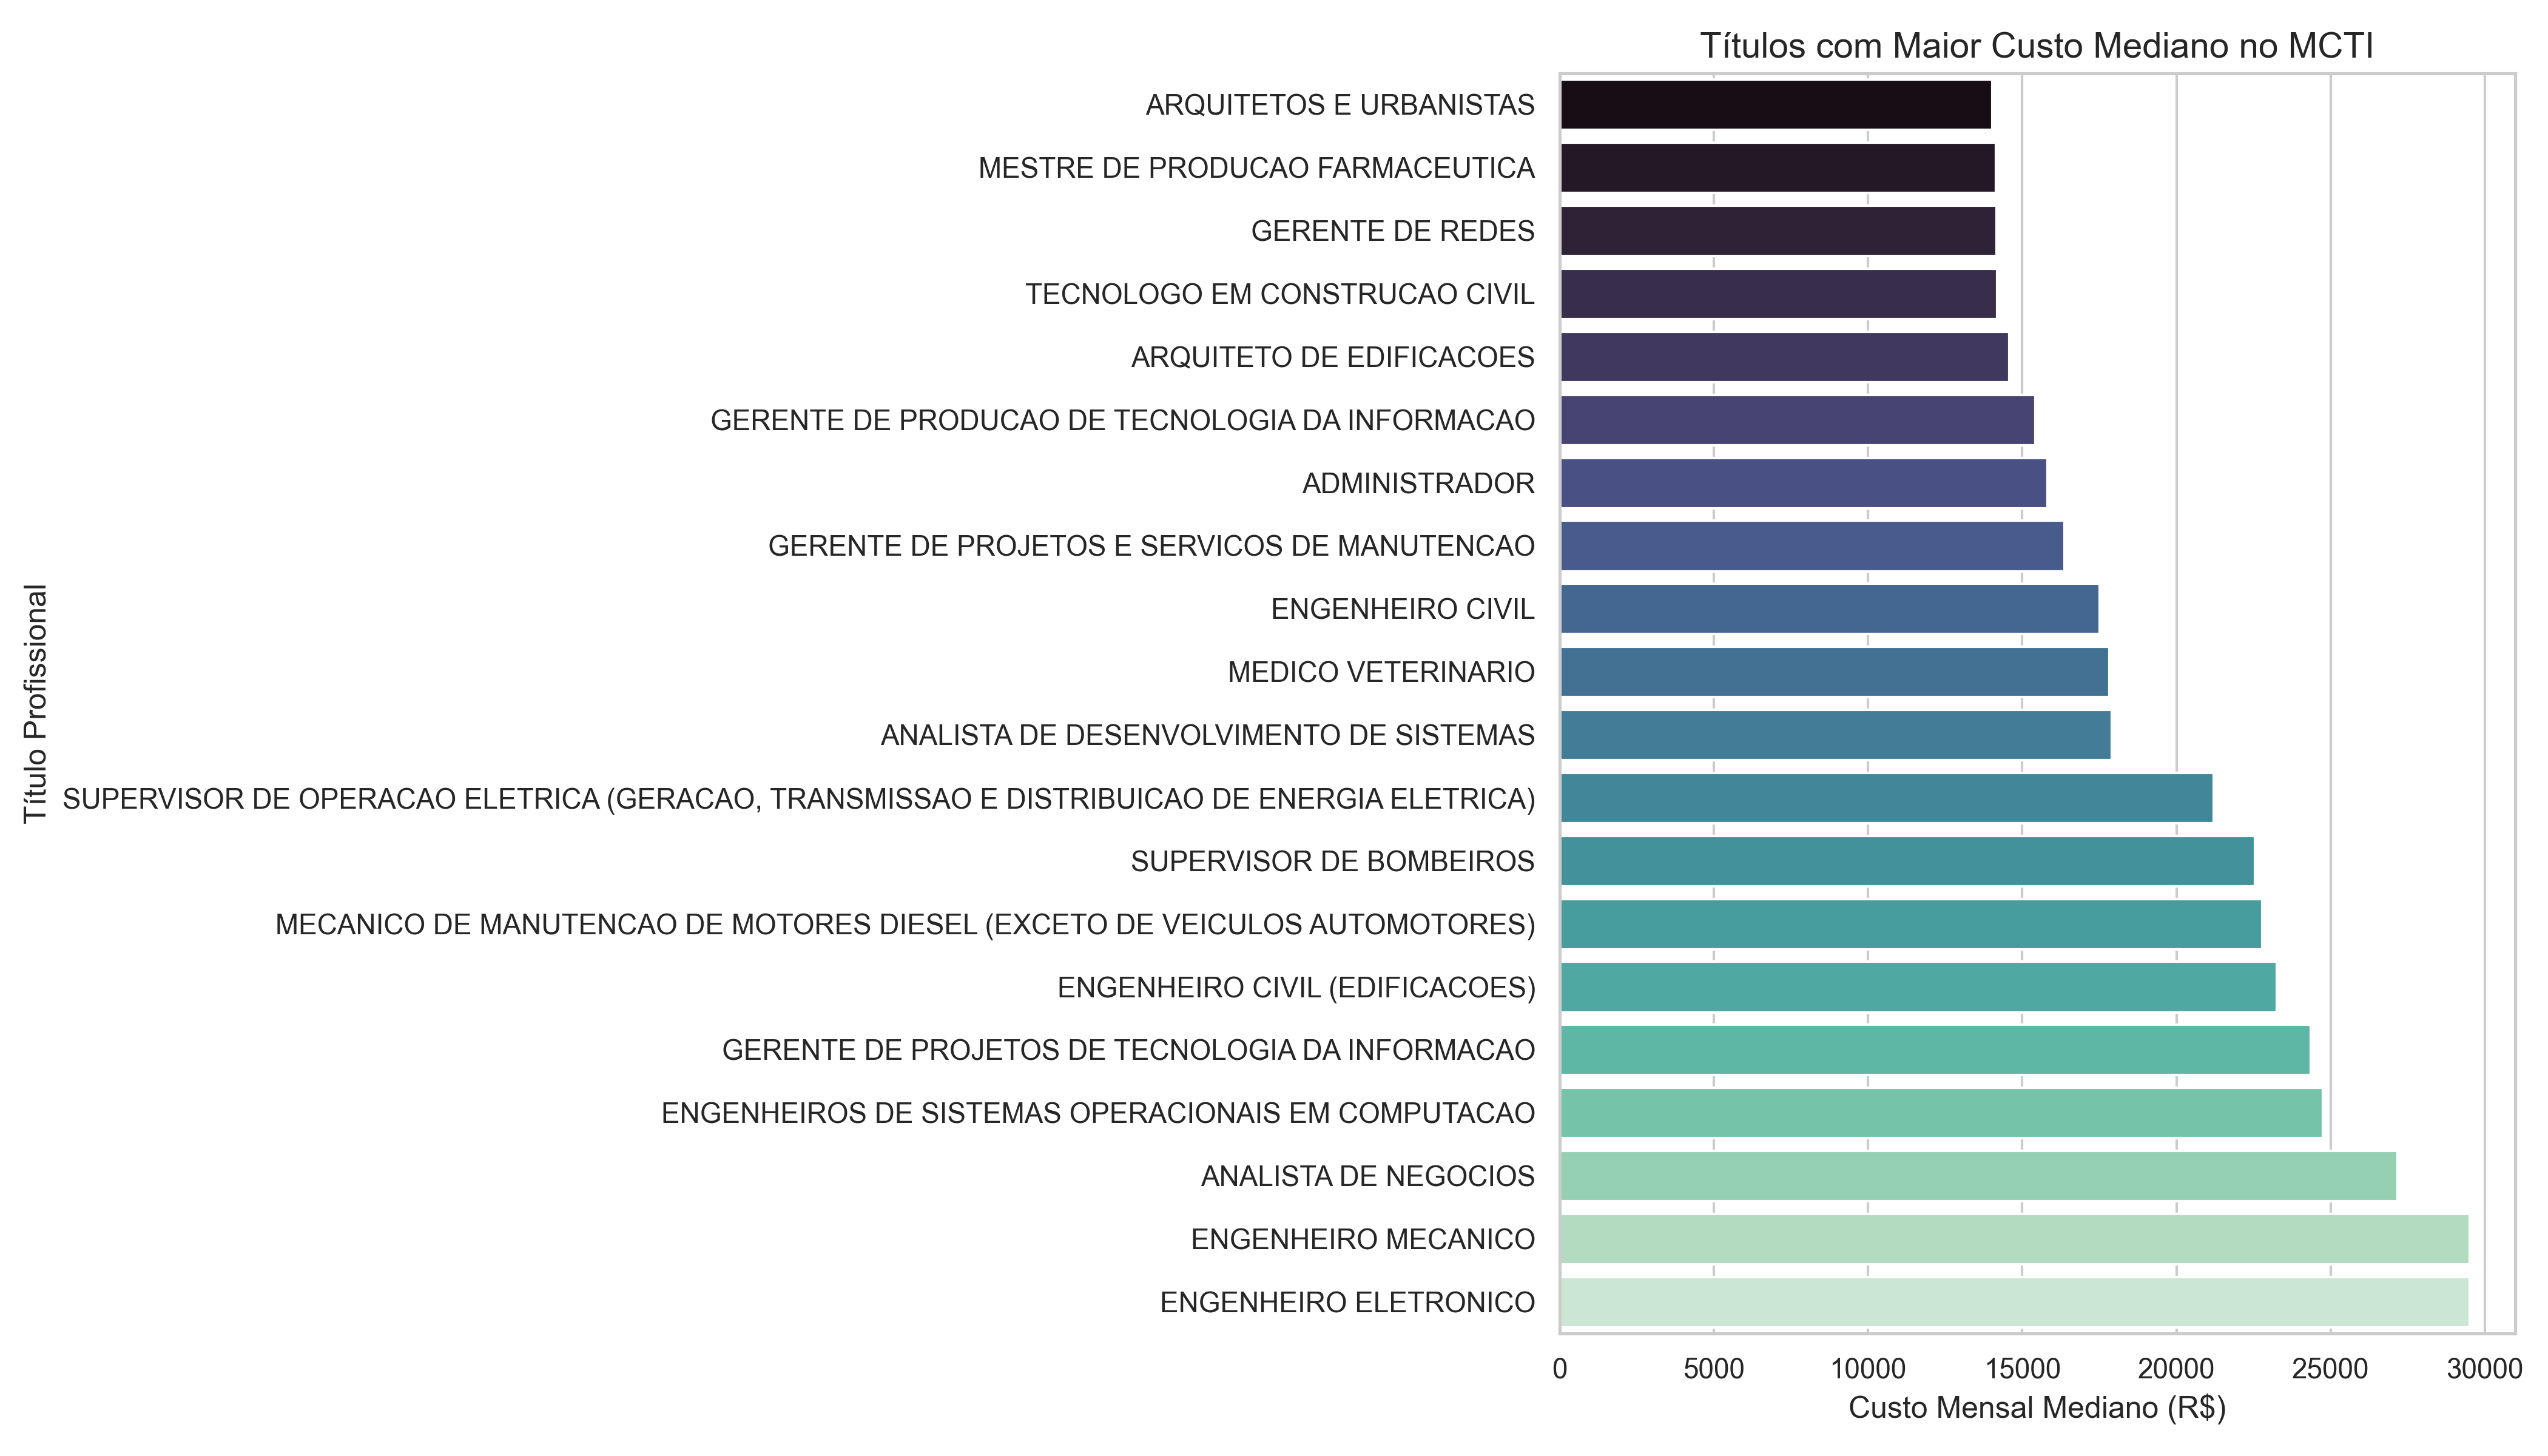 Títulos com Maior Custo Mediano no MCTI
Título Profissional
ARQUITETOS E URBANISTAS
MESTRE DE PRODUCAO FARMACEUTICA
GERENTE DE REDES
TECNOLOGO EM CONSTRUCAO CIVIL
ARQUITETO DE EDIFICACOES
GERENTE DE PRODUCAO DE TECNOLOGIA DA INFORMACAO
ADMINISTRADOR
GERENTE DE PROJETOS E SERVICOS DE MANUTENCAO
ENGENHEIRO CIVIL
MEDICO VETERINARIO
ANALISTA DE DESENVOLVIMENTO DE SISTEMAS
SUPERVISOR DE OPERACAO ELETRICA (GERACAO, TRANSMISSAO E DISTRIBUICAO DE ENERGIA ELETRICA)
SUPERVISOR DE BOMBEIROS
MECANICO DE MANUTENCAO DE MOTORES DIESEL (EXCETO DE VEICULOS AUTOMOTORES)
ENGENHEIRO CIVIL (EDIFICACOES)
GERENTE DE PROJETOS DE TECNOLOGIA DA INFORMACAO
ENGENHEIROS DE SISTEMAS OPERACIONAIS EM COMPUTACAO
ANALISTA DE NEGOCIOS
ENGENHEIRO MECANICO
ENGENHEIRO ELETRONICO
0 5000 10000 15000 20000 25000 30000
Custo Mensal Mediano (R$)